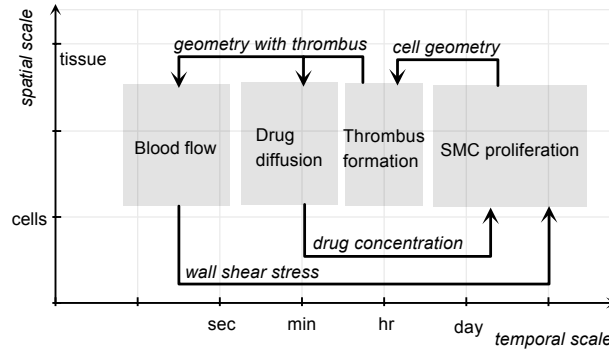 spatial scale
tissue
geometry with thrombus
cell geometry
Blood flow
Drug
diffusion
Thrombus
formation
SMC proliferation
cells
drug concentration
wall shear stress
sec
min
hr
day
temporal scale